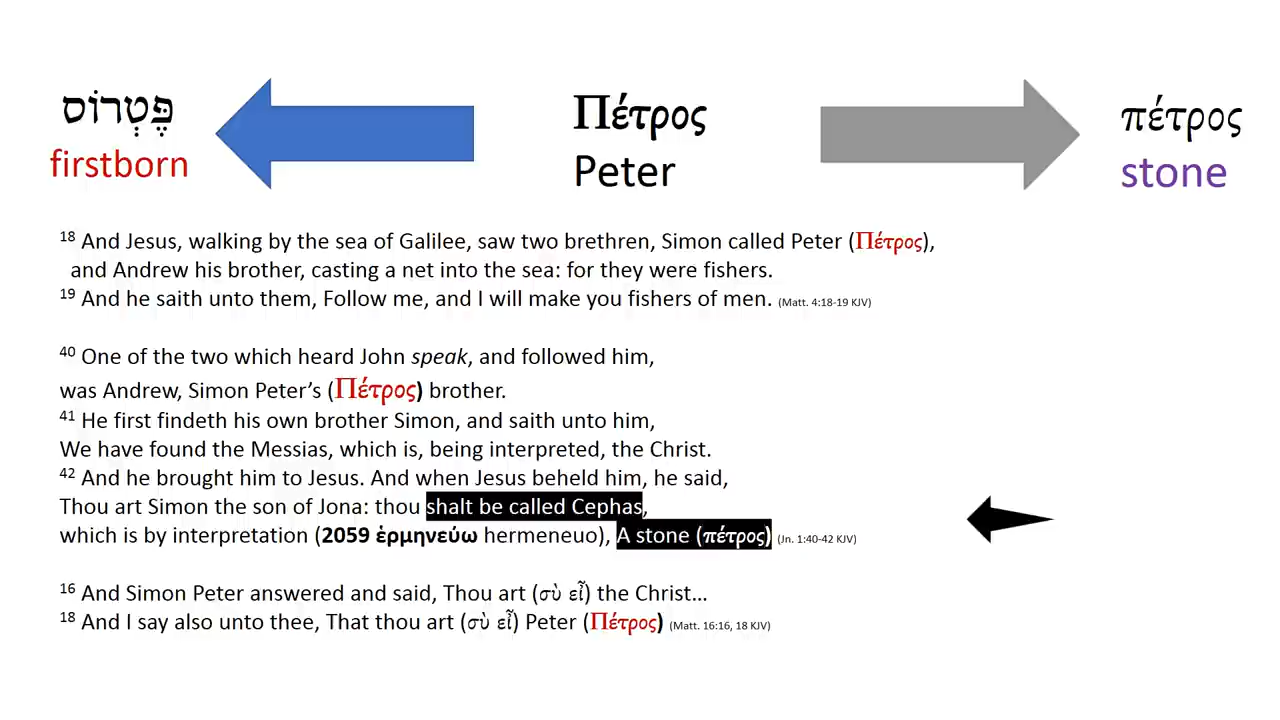 פֶּטְרוֹס
firstborn
Πέτρος
Peter
πέτρος
stone
18 And Jesus, walking by the sea of Galilee, saw two brethren, Simon called Peter (Πέτρος),
and Andrew his brother, casting a net into the sea: for they were fishers.
19 And he saith unto them, Follow me, and I will make you fishers of men. (Matt. 4:18-19 KJV)
40 One of the two which heard John speak, and followed him,
was Andrew, Simon Peter’s (Πέτρος) brother.
41 He first findeth his own brother Simon, and saith unto him,
We have found the Messias, which is, being interpreted, the Christ.
42 And he brought him to Jesus. And when Jesus beheld him, he said,
Thou art Simon the son of Jona: thou shalt be called Cephas,
which is by interpretation (2059 ἑρμηνεύω hermeneuo), A stone (πέτρος) (Jn. 1:40-42 KJV)
16 And Simon Peter answered and said, Thou art (σὺ εἶ) the Christ…
18 And I say also unto thee, That thou art (σὺ εἶ) Peter (Πέτρος) (Matt. 16:16, 18 KJV)